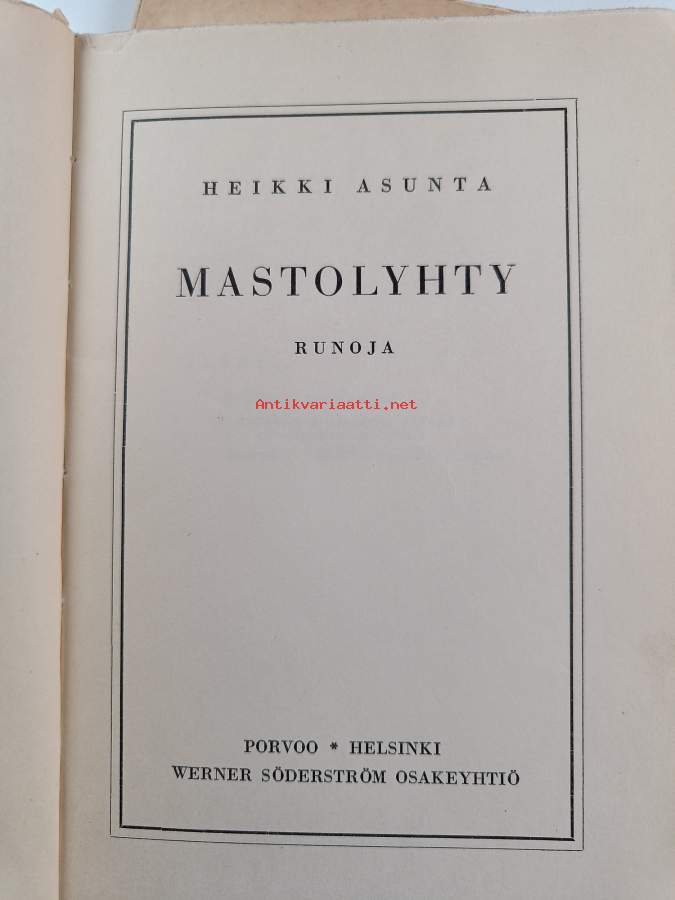 HEIKKI ASUNTA
MASTOLYHTY
RUNOJA
Antikvariaatti.net
PORVOO * HELSINKI
WERNER SÖDERSTRÖM OSAKEYHTIÖ